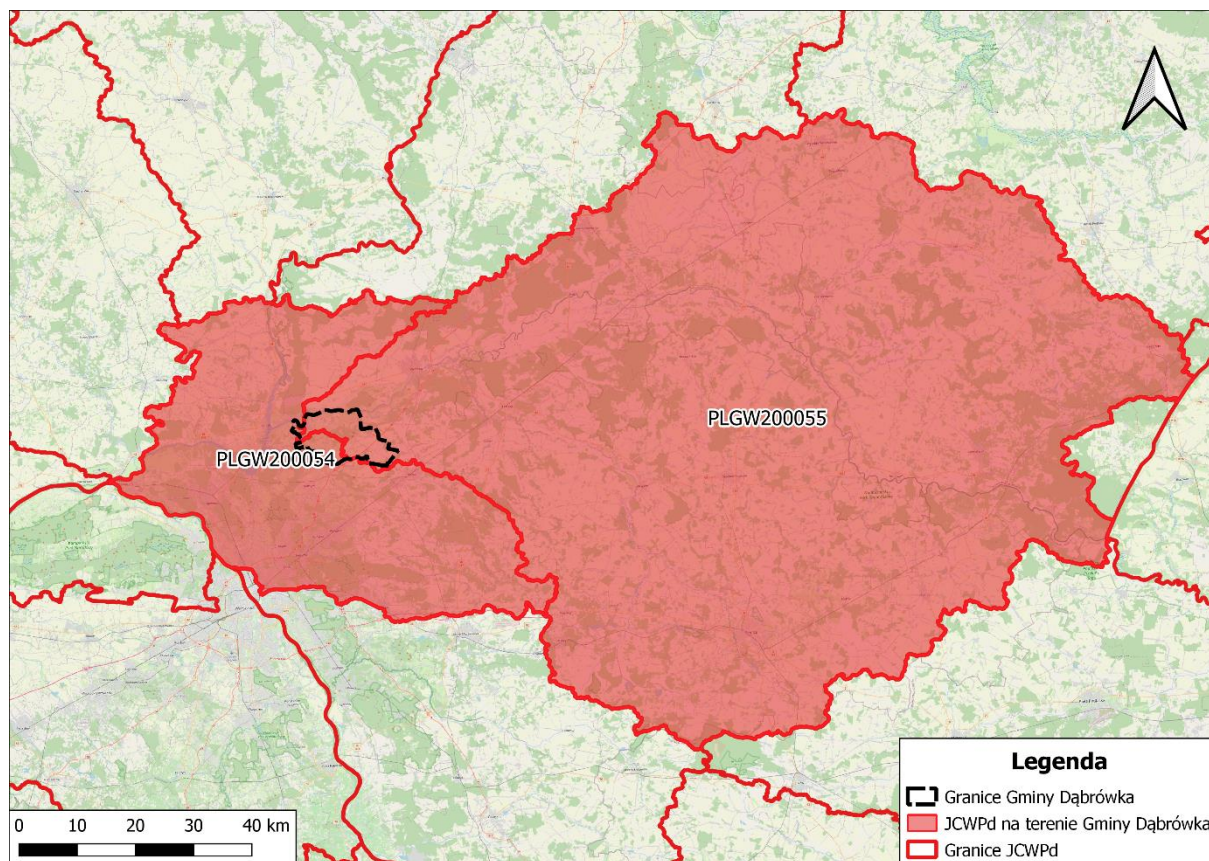 PLGW200055
PLGW200054
Legenda
Granice Gminy Dąbrówka
JCWPd na terenie Gminy Dąbrówka
Granice JCWPd
0 10 20 30 40 km